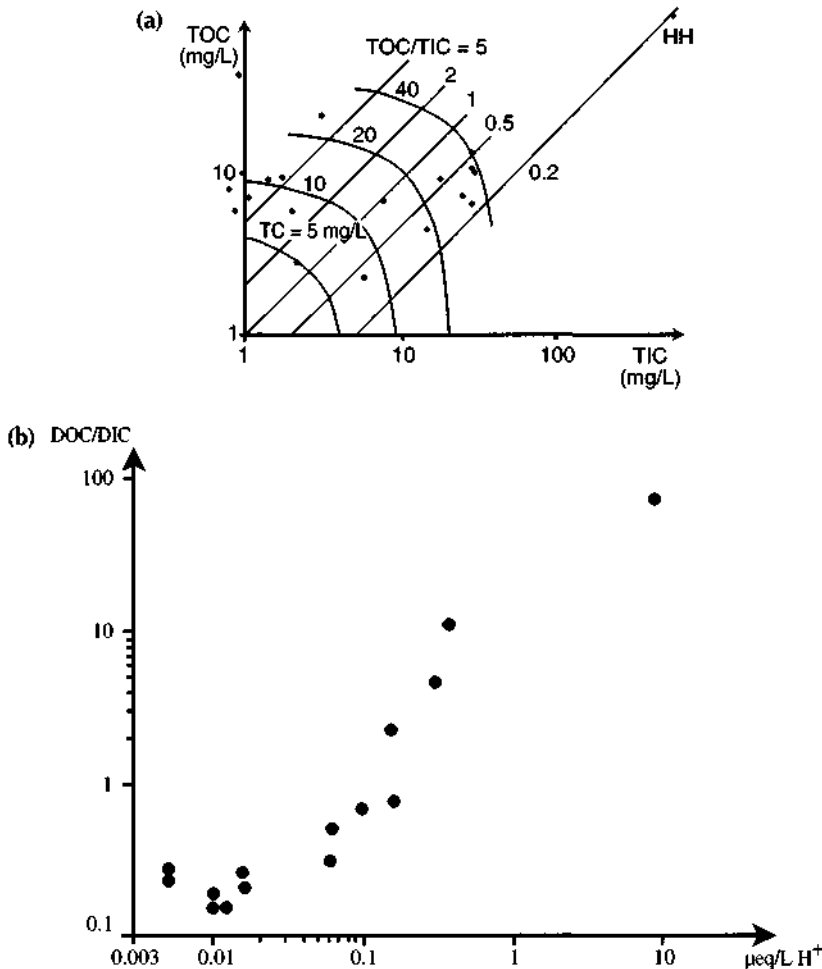 (a)
TOC
(mg/L)
TOC/TIC = 5
2
1
0.5
0.2
HH
40
20
10
TC = 5 mg/L
10
1
1
10
100
TIC
(mg/L)
(b)
DOC/DIC
100
10
1
0.1
0.003
0.01
0.1
1
10
µeq/L H⁺